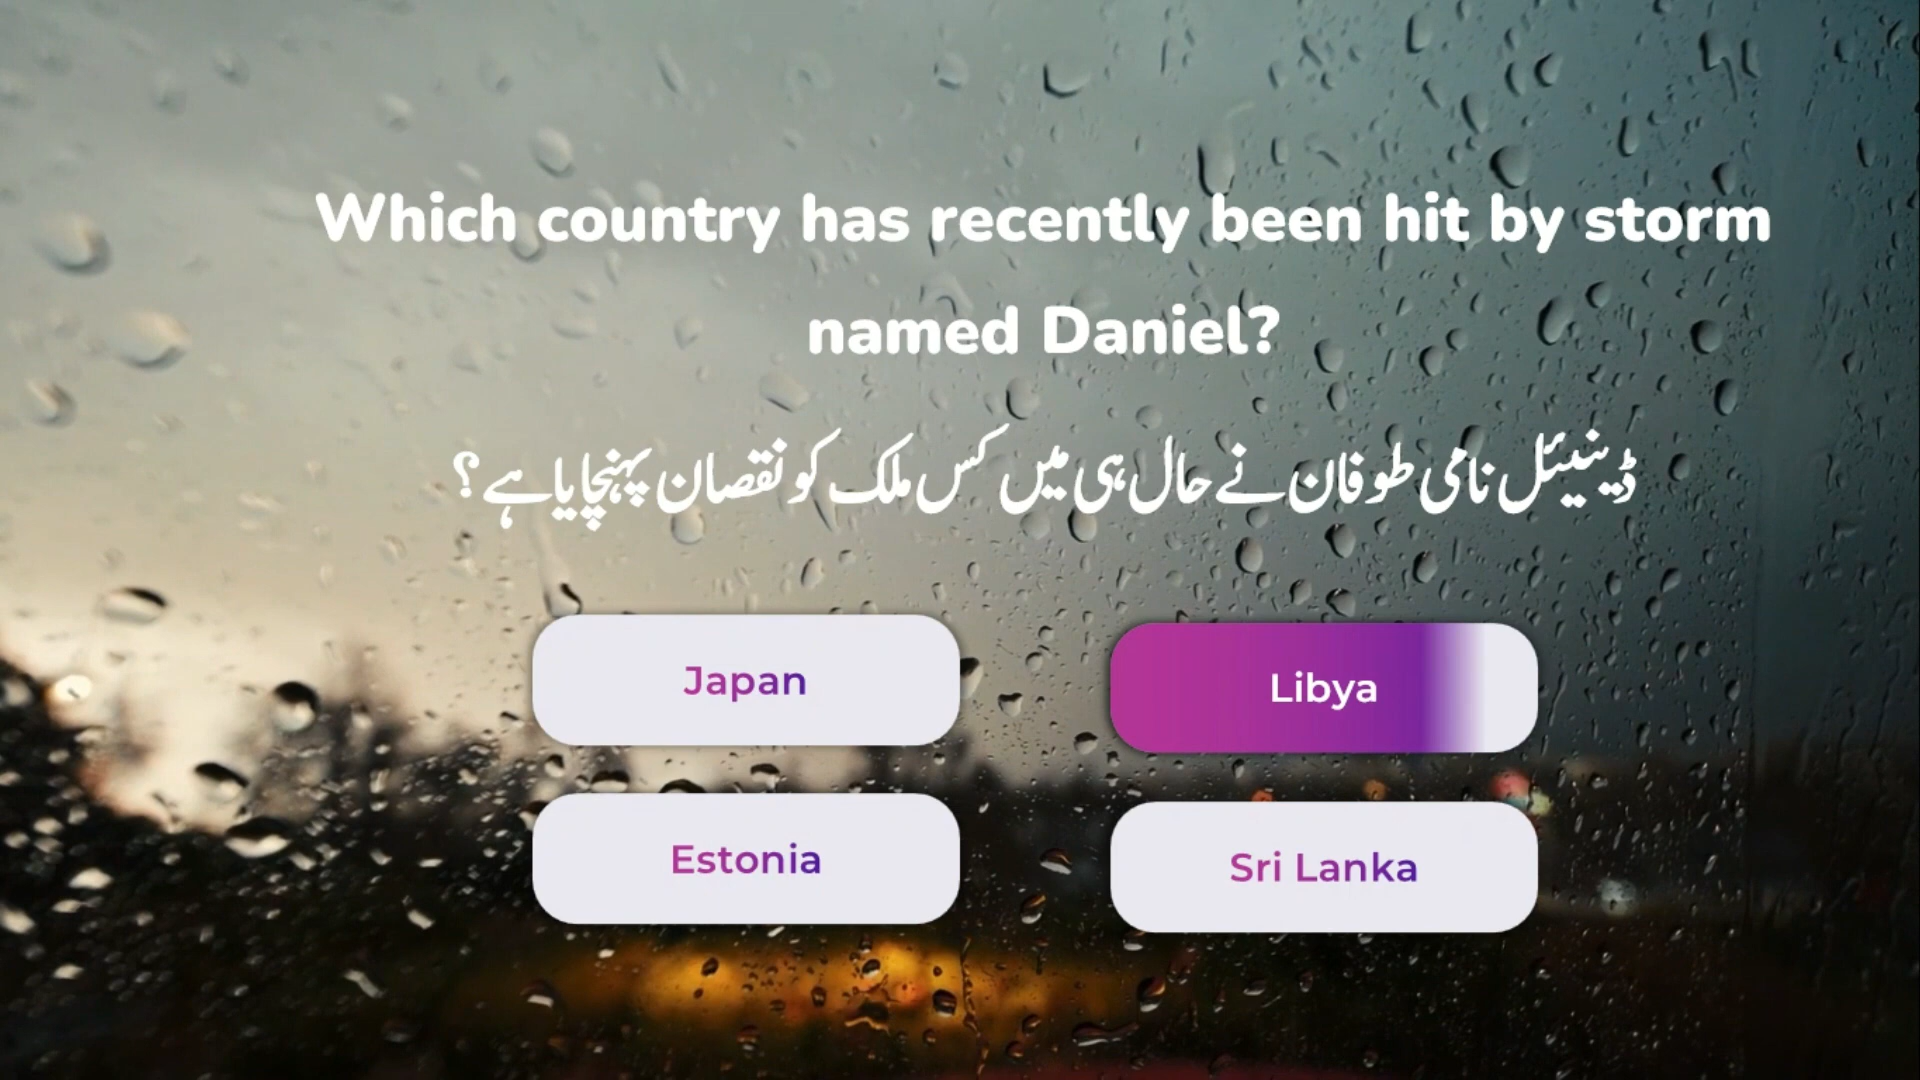 Which country has recently been hit by storm
named Daniel?
ڈینیئل نامی طوفان نے حال ہی میں کس ملک کو نقصان پہنچایا ہے؟
Japan
Libya
Estonia
Sri Lanka